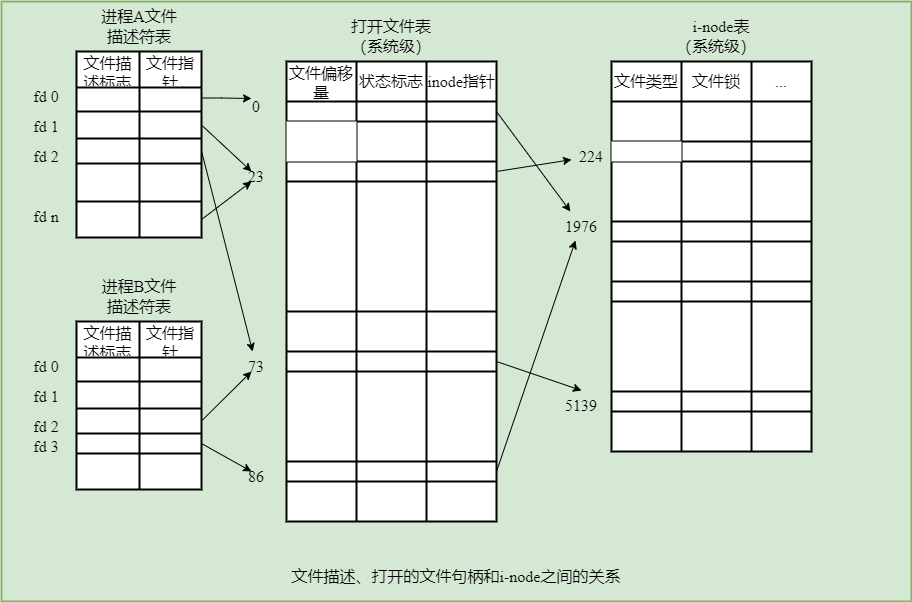 进程A文件
描述符表
文件描
述标志
文件指
针
fd 0
fd 1
fd 2
fd n
进程B文件
描述符表
文件描
述标志
文件指
针
fd 0
fd 1
fd 2
fd 3
0
23
73
86
打开文件表
（系统级）
文件偏移
量
状态标志
inode指针
224
1976
5139
i-node表
（系统级）
文件类型
文件锁
...
文件描述、打开的文件句柄和i-node之间的关系